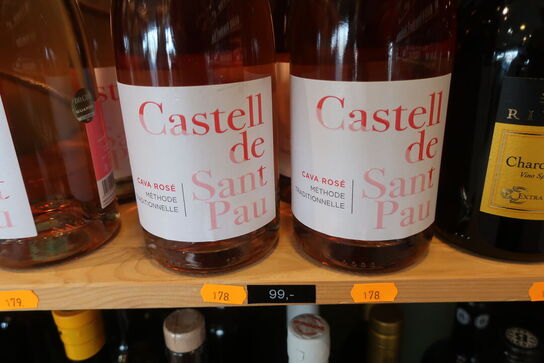 Castell
de
Sant
Pau
CAVA ROSÉ
MÉTHODE
TRADITIONNELLE
Castell
de
Sant
Pau
CAVA ROSÉ
MÉTHODE
TRADITIONNELLE
EXTRA
179
178
99,-
178